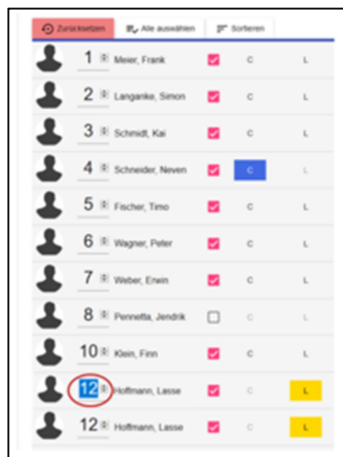 Zurücksetzen Alle auswählen Sortieren
1 Meier, Frank C L
2 Langanke, Simon C L
3 Schmidt, Kai C L
4 Schneider, Neven C L
5 Fischer, Timo C L
6 Wagner, Peter C L
7 Weber, Erwin C L
8 Pennetta, Jendrik C L
10 Klein, Finn C L
12 Hoffmann, Lasse C L
12 Hoffmann, Lasse C L